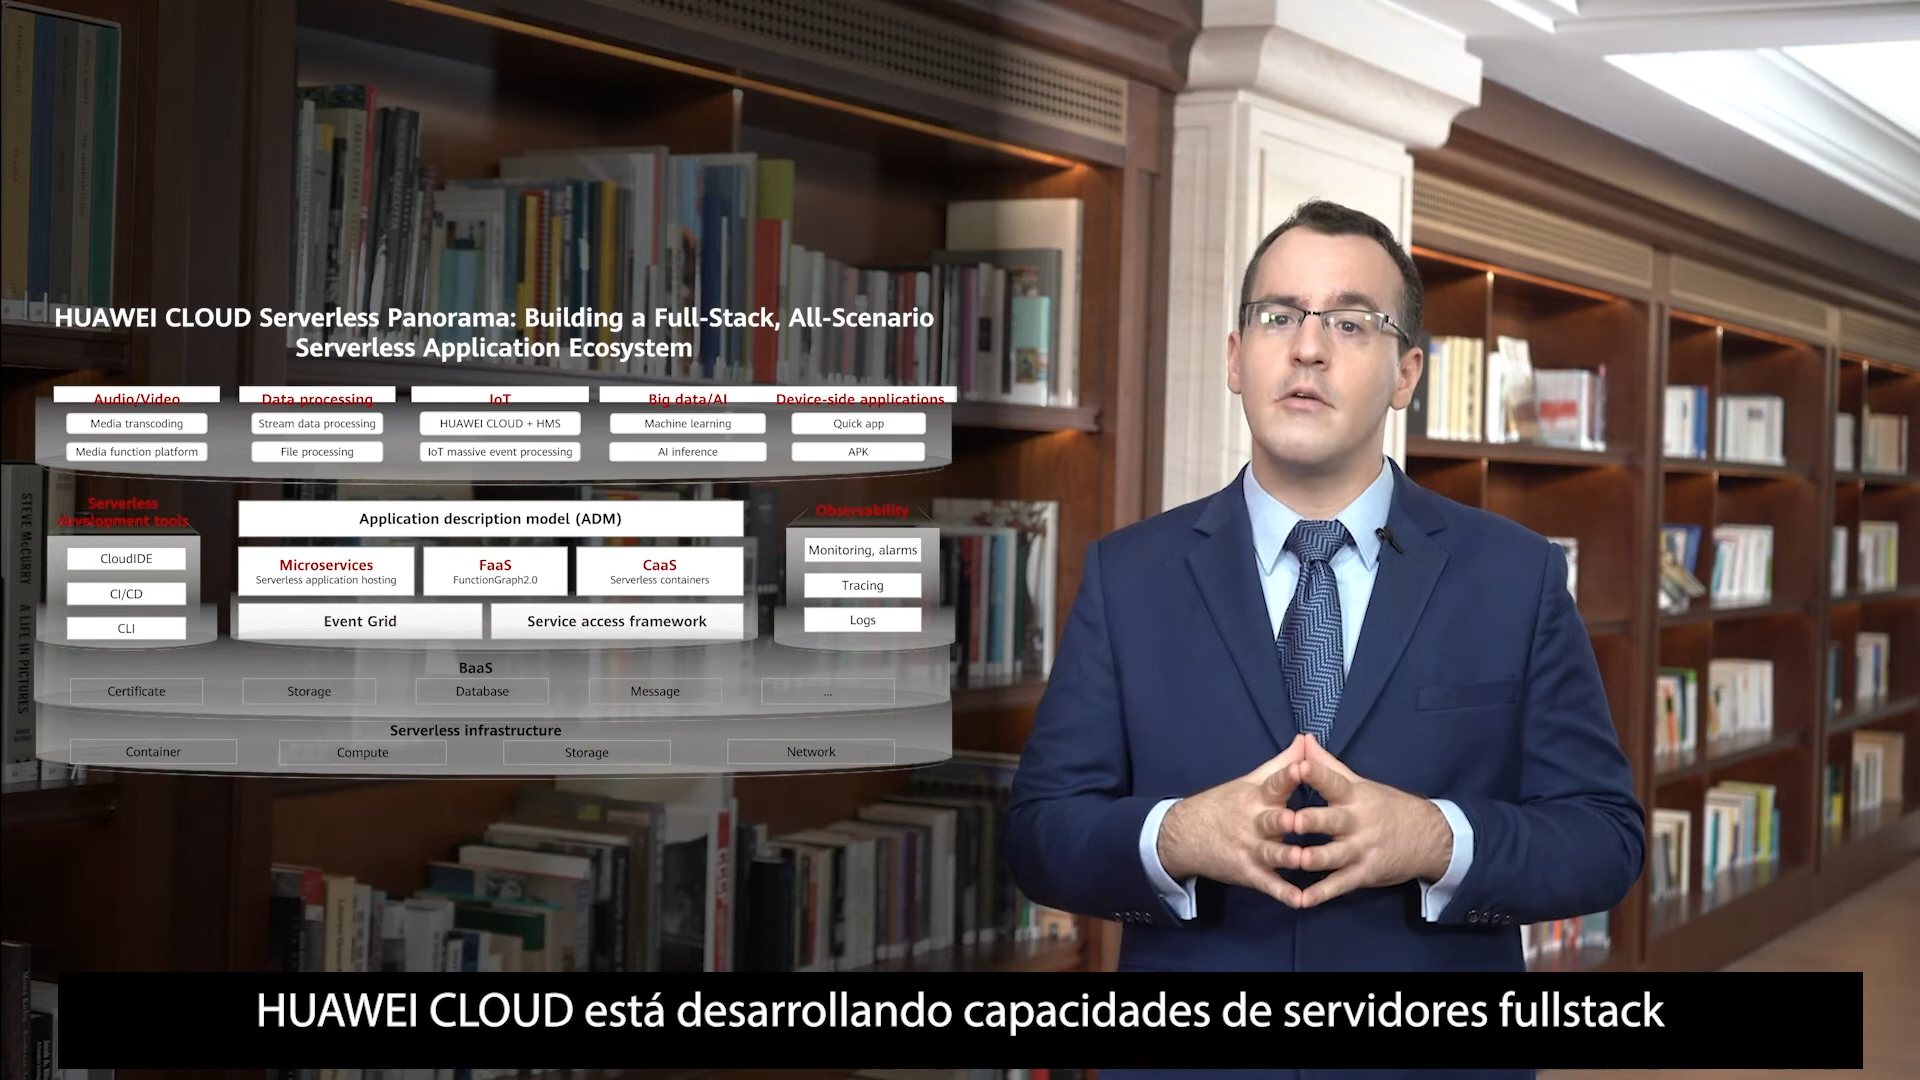 HUAWEI CLOUD Serverless Panorama: Building a Full-Stack, All-Scenario
Serverless Application Ecosystem
Audio/Video
Data processing
IoT
Big data/AI
Device-side applications
Media transcoding
Stream data processing
HUAWEI CLOUD + HMS
Machine learning
Quick app
Media function platform
File processing
IoT massive event processing
AI inference
APK
Serverless
development tools
CloudIDE
CI/CD
CLI
Application description model (ADM)
Microservices
Serverless application hosting
FaaS
FunctionGraph2.0
CaaS
Serverless containers
Event Grid
Service access framework
Observability
Monitoring, alarms
Tracing
Logs
BaaS
Certificate
Storage
Database
Message
...
Serverless infrastructure
Container
Compute
Storage
Network
STEVE MCCURRY
A LIFE IN PICTURES
HUAWEI CLOUD está desarrollando capacidades de servidores fullstack